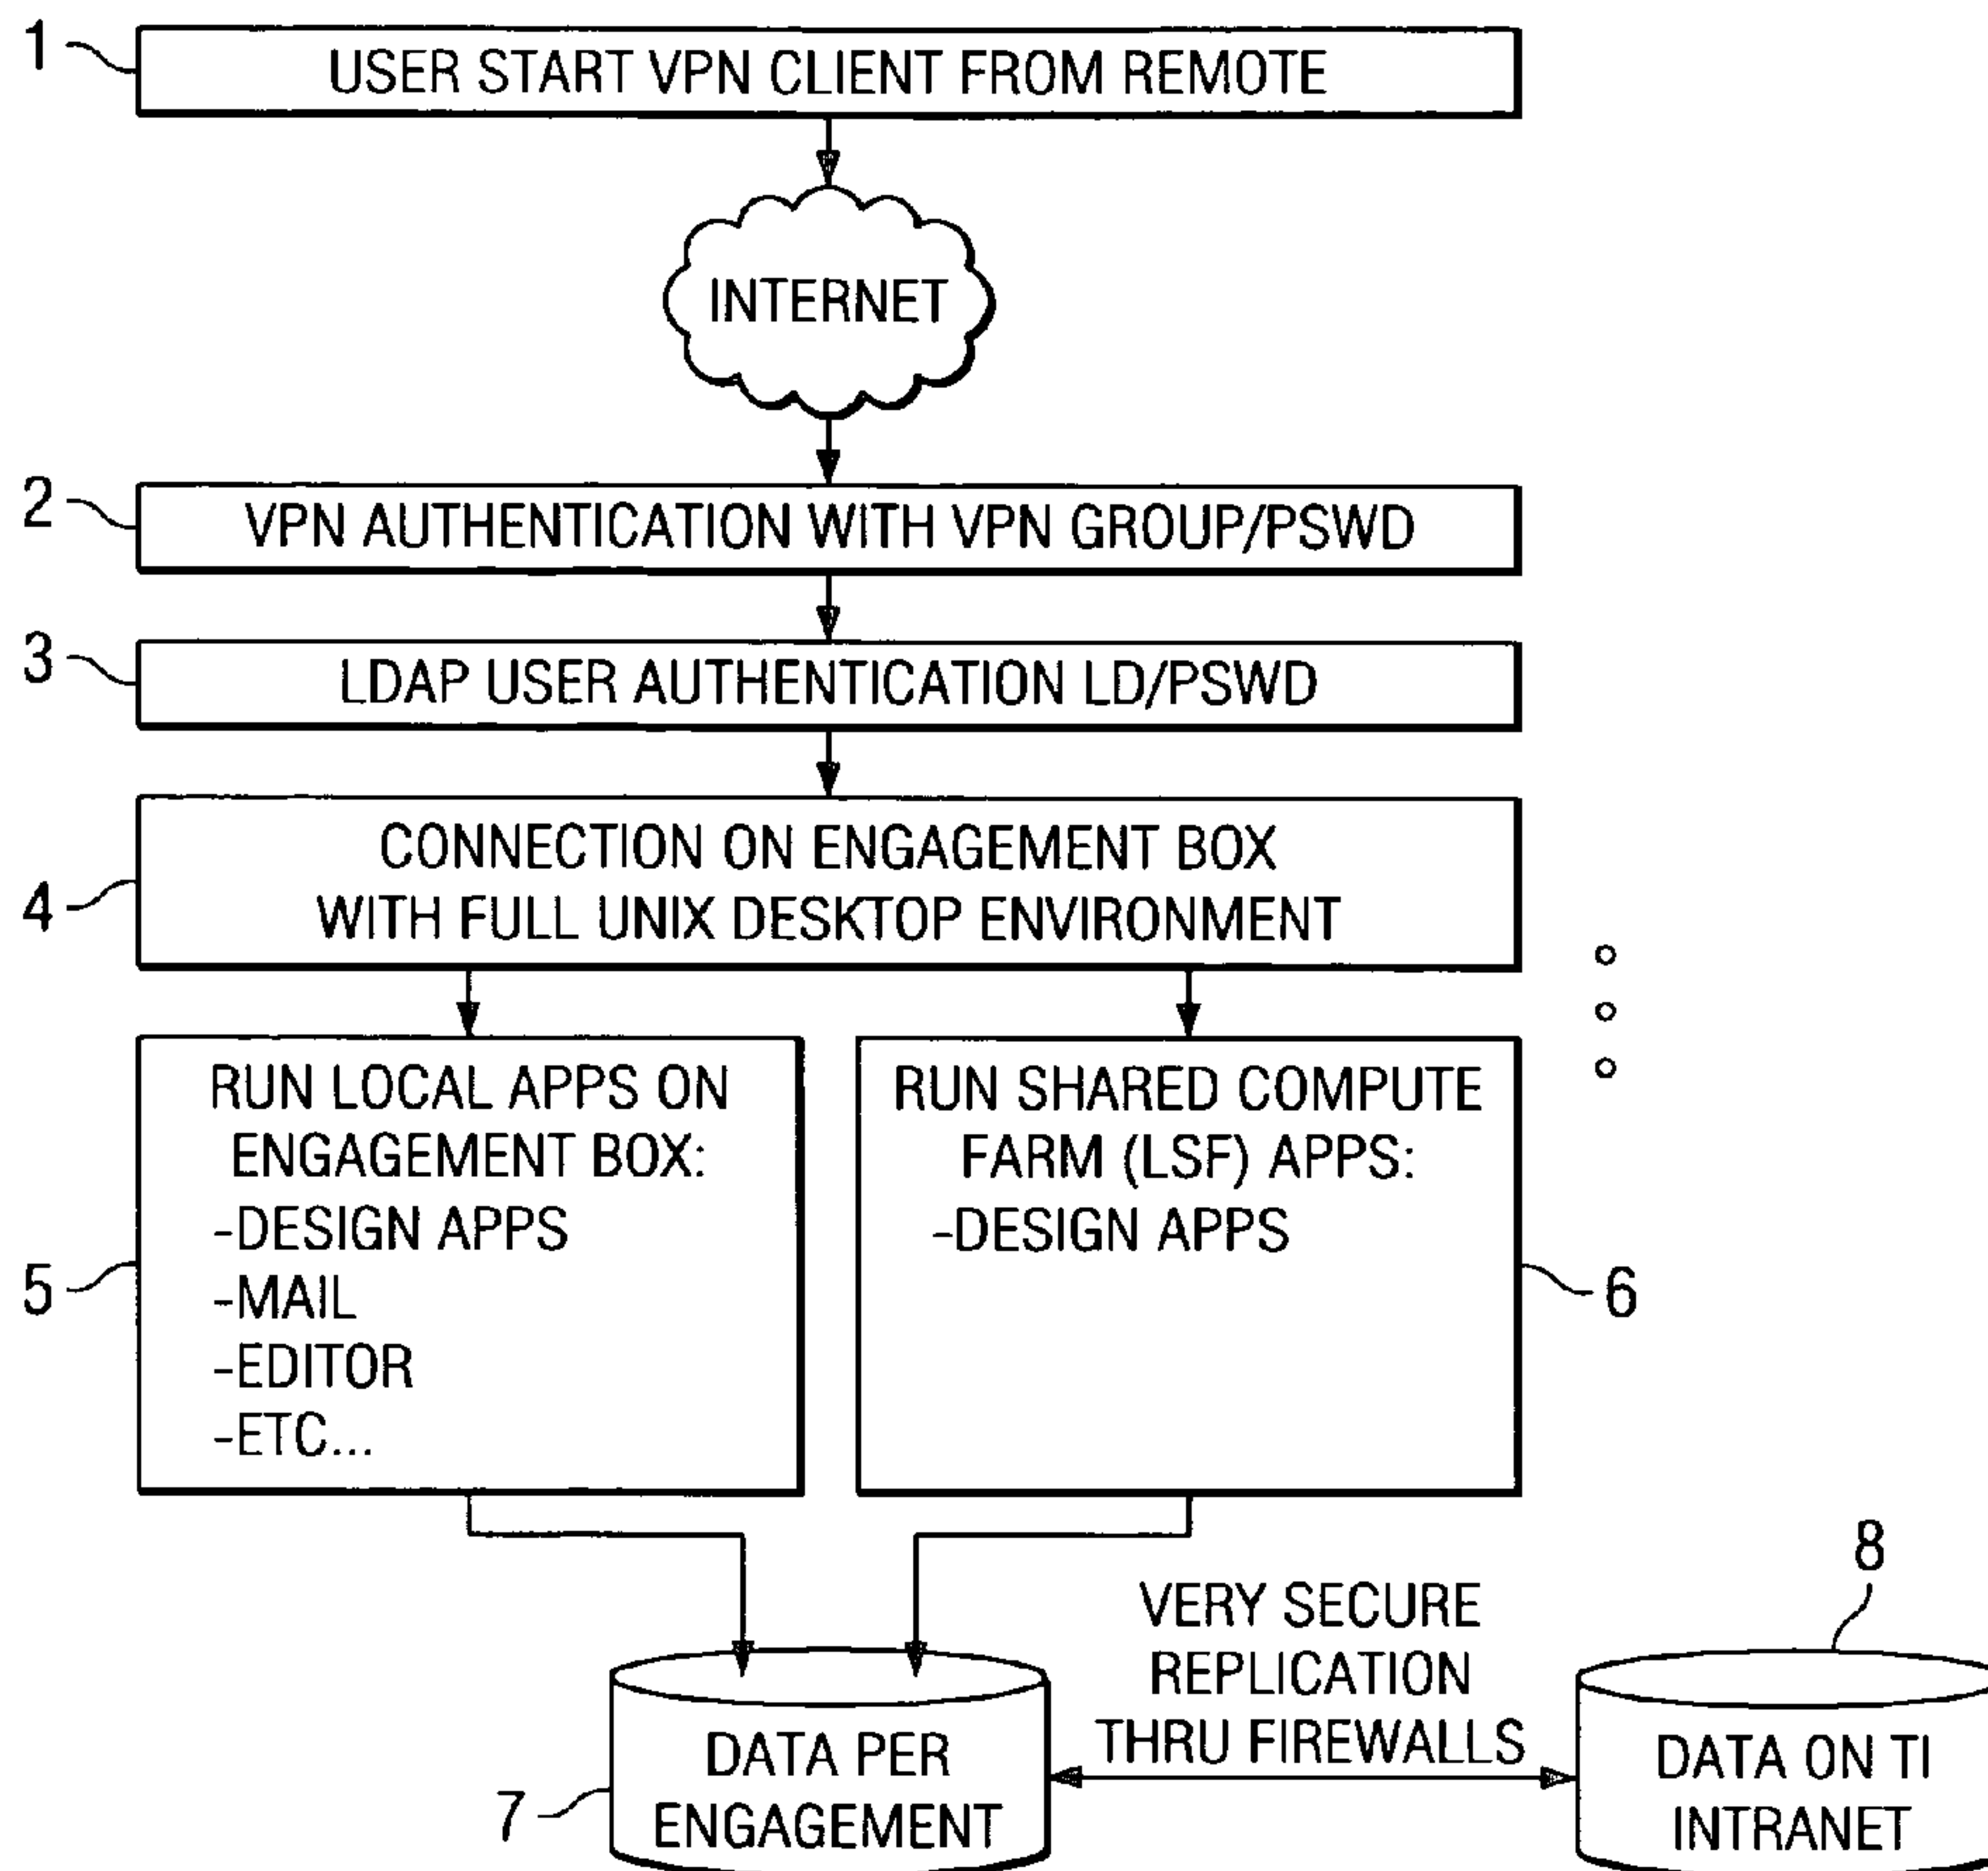 1
USER START VPN CLIENT FROM REMOTE
INTERNET
2
VPN AUTHENTICATION WITH VPN GROUP/PSWD
3
LDAP USER AUTHENTICATION LD/PSWD
4
CONNECTION ON ENGAGEMENT BOX
WITH FULL UNIX DESKTOP ENVIRONMENT
5
RUN LOCAL APPS ON
ENGAGEMENT BOX:
-DESIGN APPS
-MAIL
-EDITOR
-ETC...
RUN SHARED COMPUTE
FARM (LSF) APPS:
-DESIGN APPS
6
7
DATA PER
ENGAGEMENT
VERY SECURE
REPLICATION
THRU FIREWALLS
8
DATA ON TI
INTRANET